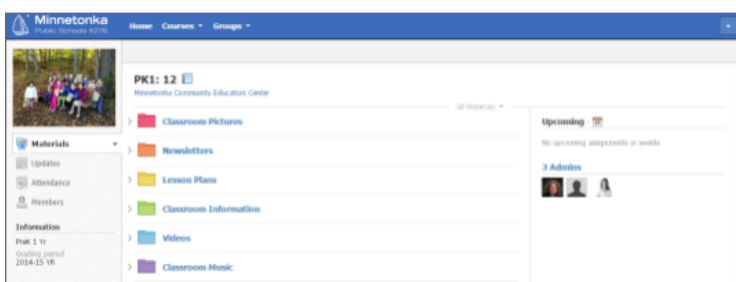 Minnetonka
Public Schools #276
Home Courses Groups
PK1: 12
Minnetonka Community Education Center
All Materials
Classroom Pictures
Newsletters
Lesson Plans
Classroom Information
Videos
Classroom Music
Materials
Updates
Attendance
Members
Information
PreK 1 Yr
Grading period
2014-15 YR
Upcoming
No upcoming assignments or events
3 Admins